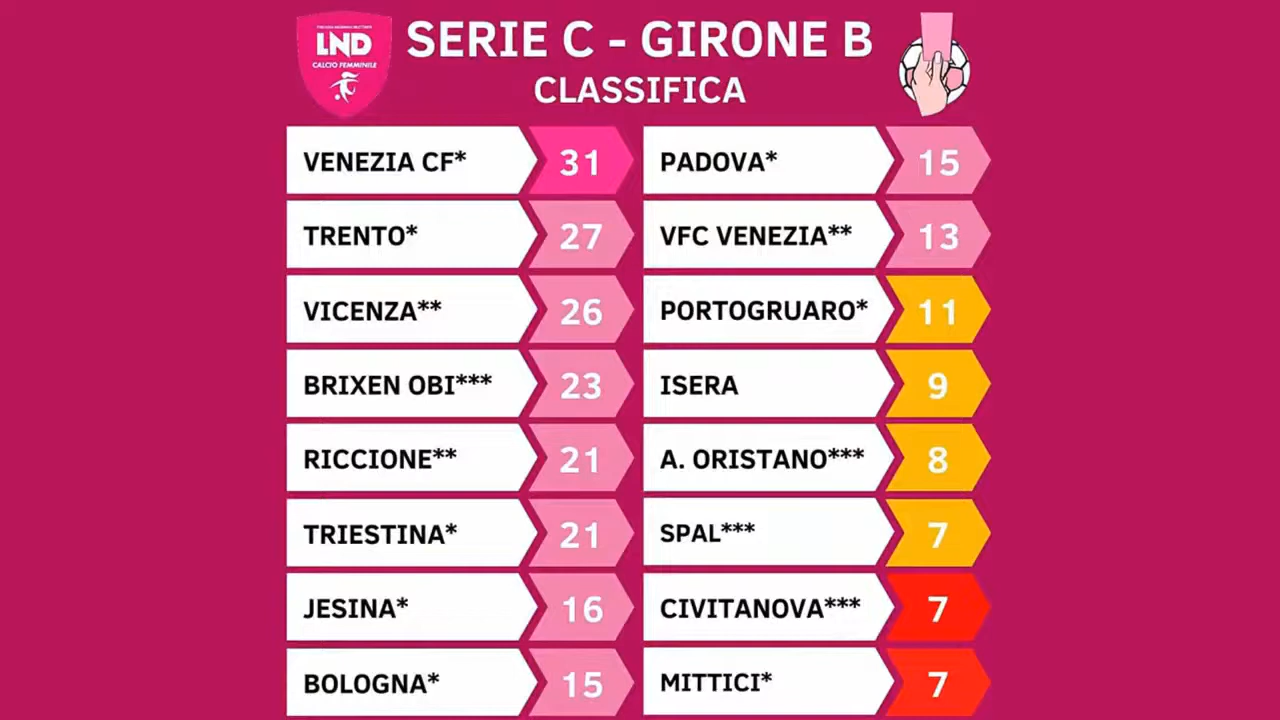 LND
CALCIO FEMMINILE
SERIE C - GIRONE B
CLASSIFICA
VENEZIA CF* 31
TRENTO* 27
VICENZA** 26
BRIXEN OBI*** 23
RICCIONE** 21
TRIESTINA* 21
JESINA* 16
BOLOGNA* 15
PADOVA* 15
VFC VENEZIA** 13
PORTOGRUARO* 11
ISERA 9
A. ORISTANO*** 8
SPAL*** 7
CIVITANOVA*** 7
MITTICI* 7